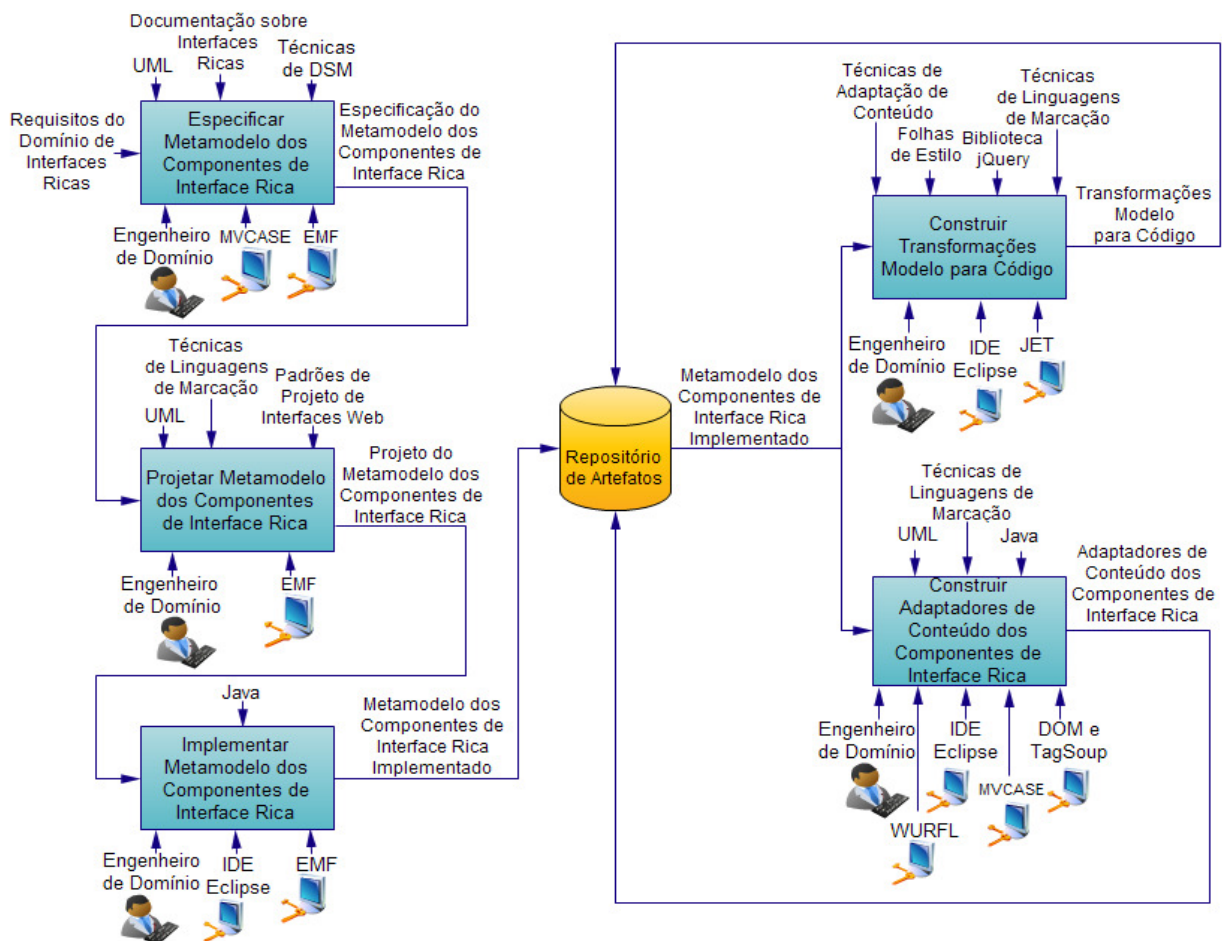 Documentação sobre
Interfaces
Ricas
UML
Técnicas
de DSM
Requisitos do
Domínio de
Interfaces
Ricas
Especificar
Metamodelo dos
Componentes de
Interface Rica
Especificação do
Metamodelo dos
Componentes de
Interface Rica
Engenheiro
de Domínio
MVCASE
EMF
Técnicas
de Linguagens
de Marcação
UML
Padrões de
Projeto de
Interfaces Web
Projetar Metamodelo
dos Componentes
de Interface Rica
Projeto do
Metamodelo dos
Componentes de
Interface Rica
Engenheiro
de Domínio
EMF
Java
Implementar
Metamodelo dos
Componentes de
Interface Rica
Metamodelo dos
Componentes de
Interface Rica
Implementado
Engenheiro
de Domínio
IDE
Eclipse
EMF
Repositório
de Artefatos
Metamodelo dos
Componentes de
Interface Rica
Implementado
Técnicas de
Adaptação de
Conteúdo
Folhas
de Estilo
Biblioteca
jQuery
Técnicas
de Linguagens
de Marcação
Construir
Transformações
Modelo para Código
Transformações
Modelo
para Código
Engenheiro
de Domínio
IDE
Eclipse
JET
Técnicas de
Linguagens de
Marcação
UML
Java
Construir
Adaptadores de
Conteúdo dos
Componentes de
Interface Rica
Adaptadores de
Conteúdo dos
Componentes de
Interface Rica
Engenheiro
de Domínio
WURFL
IDE
Eclipse
MVCASE
DOM e
TagSoup